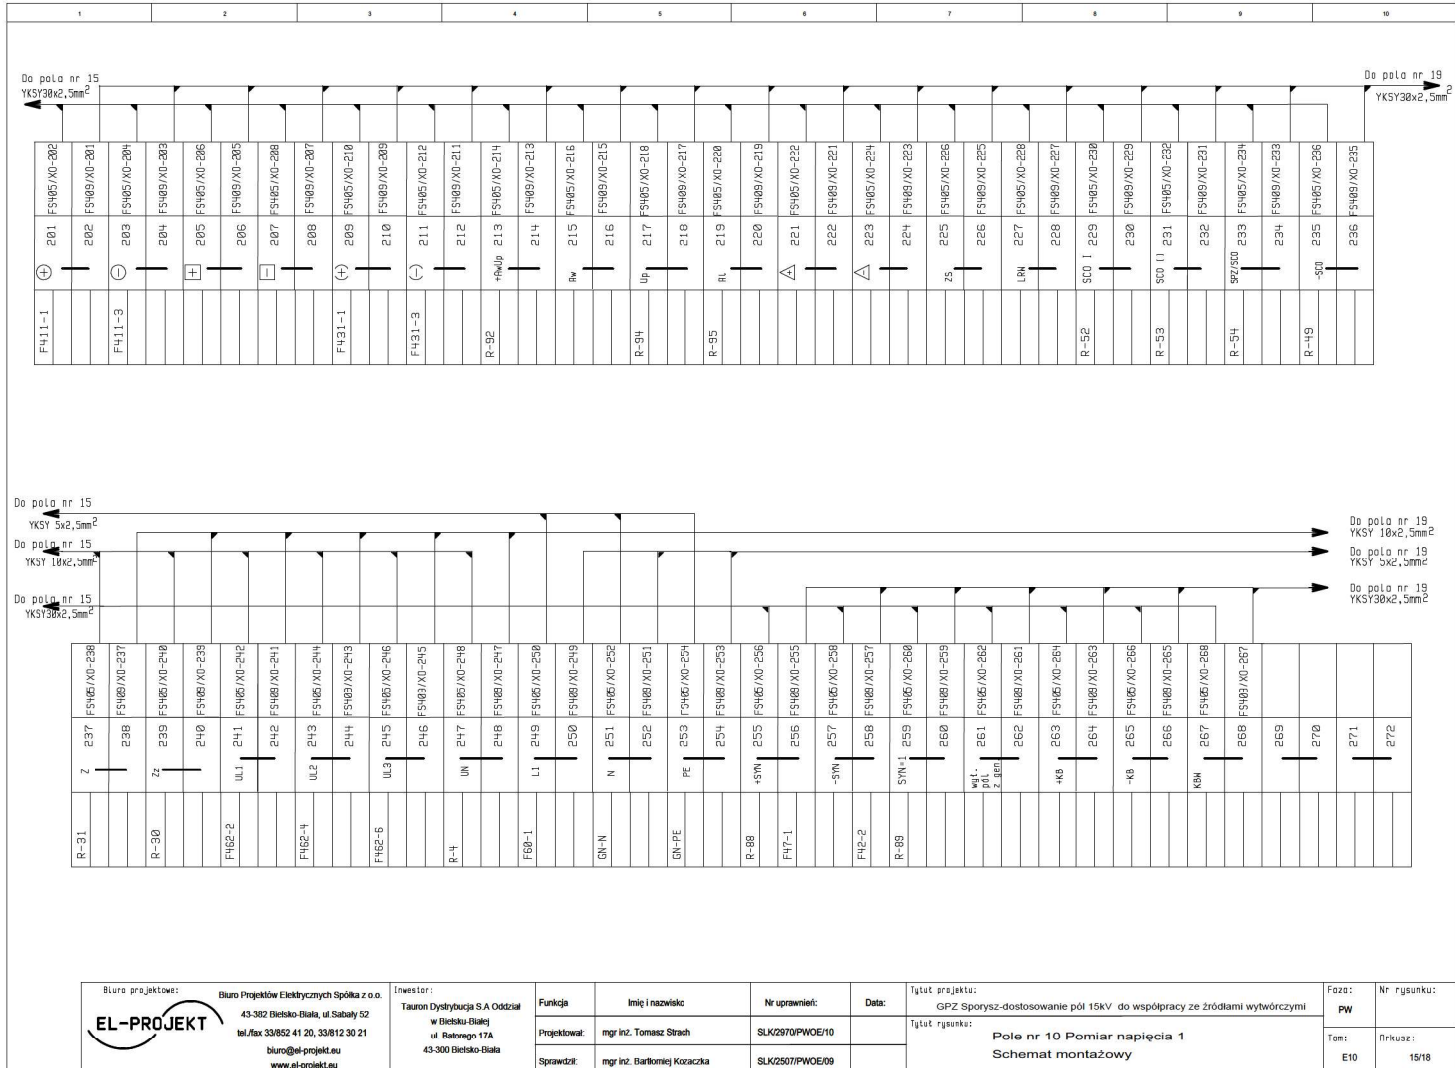 1 2 3 4 5 6 7 8 9 10
Do pola nr 15
YKSY30x2,5mm²
Do pola nr 19
YKSY30x2,5mm²
FS405/XO-202 FS409/XO-201 FS405/XO-204 FS409/XO-203 FS405/XO-206 FS409/XO-205 FS405/XO-208 FS409/XO-207 FS405/XO-210 FS409/XO-209 FS405/XO-212 FS409/XO-211 FS405/XO-214 FS409/XO-213 FS405/XO-216 FS409/XO-215 FS405/XO-218 FS409/XO-217 FS405/XO-220 FS409/XO-219 FS405/XO-222 FS409/XO-221 FS405/XO-224 FS409/XO-223 FS405/XO-226 FS409/XO-225 FS405/XO-228 FS409/XO-227 FS405/XO-230 FS409/XO-229 FS405/XO-232 FS409/XO-231 FS405/XO-234 FS409/XO-233 FS405/XO-236 FS409/XO-235
201 202 203 204 205 206 207 208 209 210 211 212 213 214 215 216 217 218 219 220 221 222 223 224 225 226 227 228 229 230 231 232 233 234 235 236
+ − + − (+) (−) +AwUp Aw Up Al + − ZS LRW SCO I SCO II SPZ/SCO -SCO
F411-1 F411-3 F431-1 F431-3 R-92 R-94 R-95 R-52 R-53 R-54 R-49
Do pola nr 15
YKSY 5x2,5mm²
Do pola nr 15
YKSY 10x2,5mm²
Do pola nr 15
YKSY30x2,5mm²
Do pola nr 19
YKSY 10x2,5mm²
Do pola nr 19
YKSY 5x2,5mm²
Do pola nr 19
YKSY30x2,5mm²
FS405/XO-238 FS409/XO-237 FS405/XO-240 FS409/XO-239 FS405/XO-242 FS409/XO-241 FS405/XO-244 FS409/XO-243 FS405/XO-246 FS409/XO-245 FS405/XO-248 FS409/XO-247 FS405/XO-250 FS409/XO-249 FS405/XO-252 FS409/XO-251 FS405/XO-254 FS409/XO-253 FS405/XO-256 FS409/XO-255 FS405/XO-258 FS409/XO-257 FS405/XO-260 FS409/XO-259 FS405/XO-262 FS409/XO-261 FS405/XO-264 FS409/XO-263 FS405/XO-266 FS409/XO-265 FS405/XO-268 FS409/XO-267
237 238 239 240 241 242 243 244 245 246 247 248 249 250 251 252 253 254 255 256 257 258 259 260 261 262 263 264 265 266 267 268 269 270 271 272
Z Zz UL1 UL2 UL3 UN L1 N PE +SYN -SYN SYN=1 wył. pól z gen +KB -KB KBW
R-31 R-30 F462-2 F462-4 F462-6 R-4 F60-1 GN-N GN-PE R-88 F47-1 F42-2 R-89
Biuro projektowe:
EL-PROJEKT
Biuro Projektów Elektrycznych Spółka z o.o.
43-382 Bielsko-Biała, ul.Sabały 52
tel./fax 33/852 41 20, 33/812 30 21
biuro@el-projekt.eu
www.el-projekt.eu
Inwestor:
Tauron Dystrybucja S.A Oddział
w Bielsku-Białej
ul. Batorego 17A
43-300 Bielsko-Biała
Funkcja Imię i nazwisko Nr uprawnień: Data:
Projektował: mgr inż. Tomasz Strach SLK/2970/PWOE/10
Sprawdził: mgr inż. Bartłomiej Kozaczka SLK/2507/PWOE/09
Tytuł projektu:
GPZ Sporysz-dostosowanie pól 15kV do współpracy ze źródłami wytwórczymi
Tytuł rysunku:
Pole nr 10 Pomiar napięcia 1
Schemat montażowy
Faza:
PW
Nr rysunku:
Tom:
E10
Arkusz:
15/18